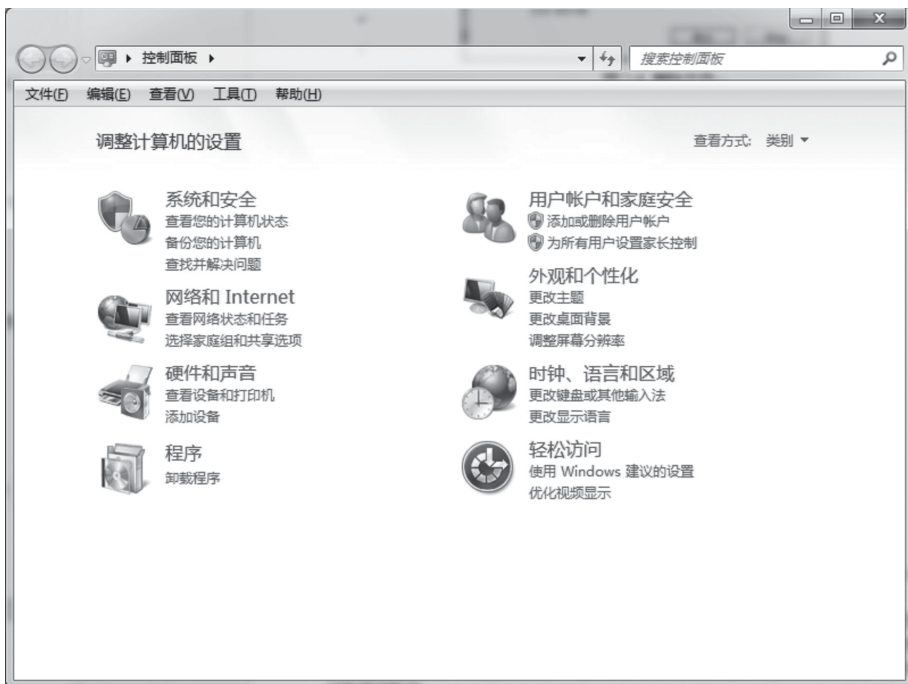 控制面板
搜索控制面板
文件(F) 编辑(E) 查看(V) 工具(T) 帮助(H)
调整计算机的设置
查看方式: 类别
系统和安全
查看您的计算机状态
备份您的计算机
查找并解决问题
网络和 Internet
查看网络状态和任务
选择家庭组和共享选项
硬件和声音
查看设备和打印机
添加设备
程序
卸载程序
用户帐户和家庭安全
添加或删除用户帐户
为所有用户设置家长控制
外观和个性化
更改主题
更改桌面背景
调整屏幕分辨率
时钟、语言和区域
更改键盘或其他输入法
更改显示语言
轻松访问
使用 Windows 建议的设置
优化视频显示